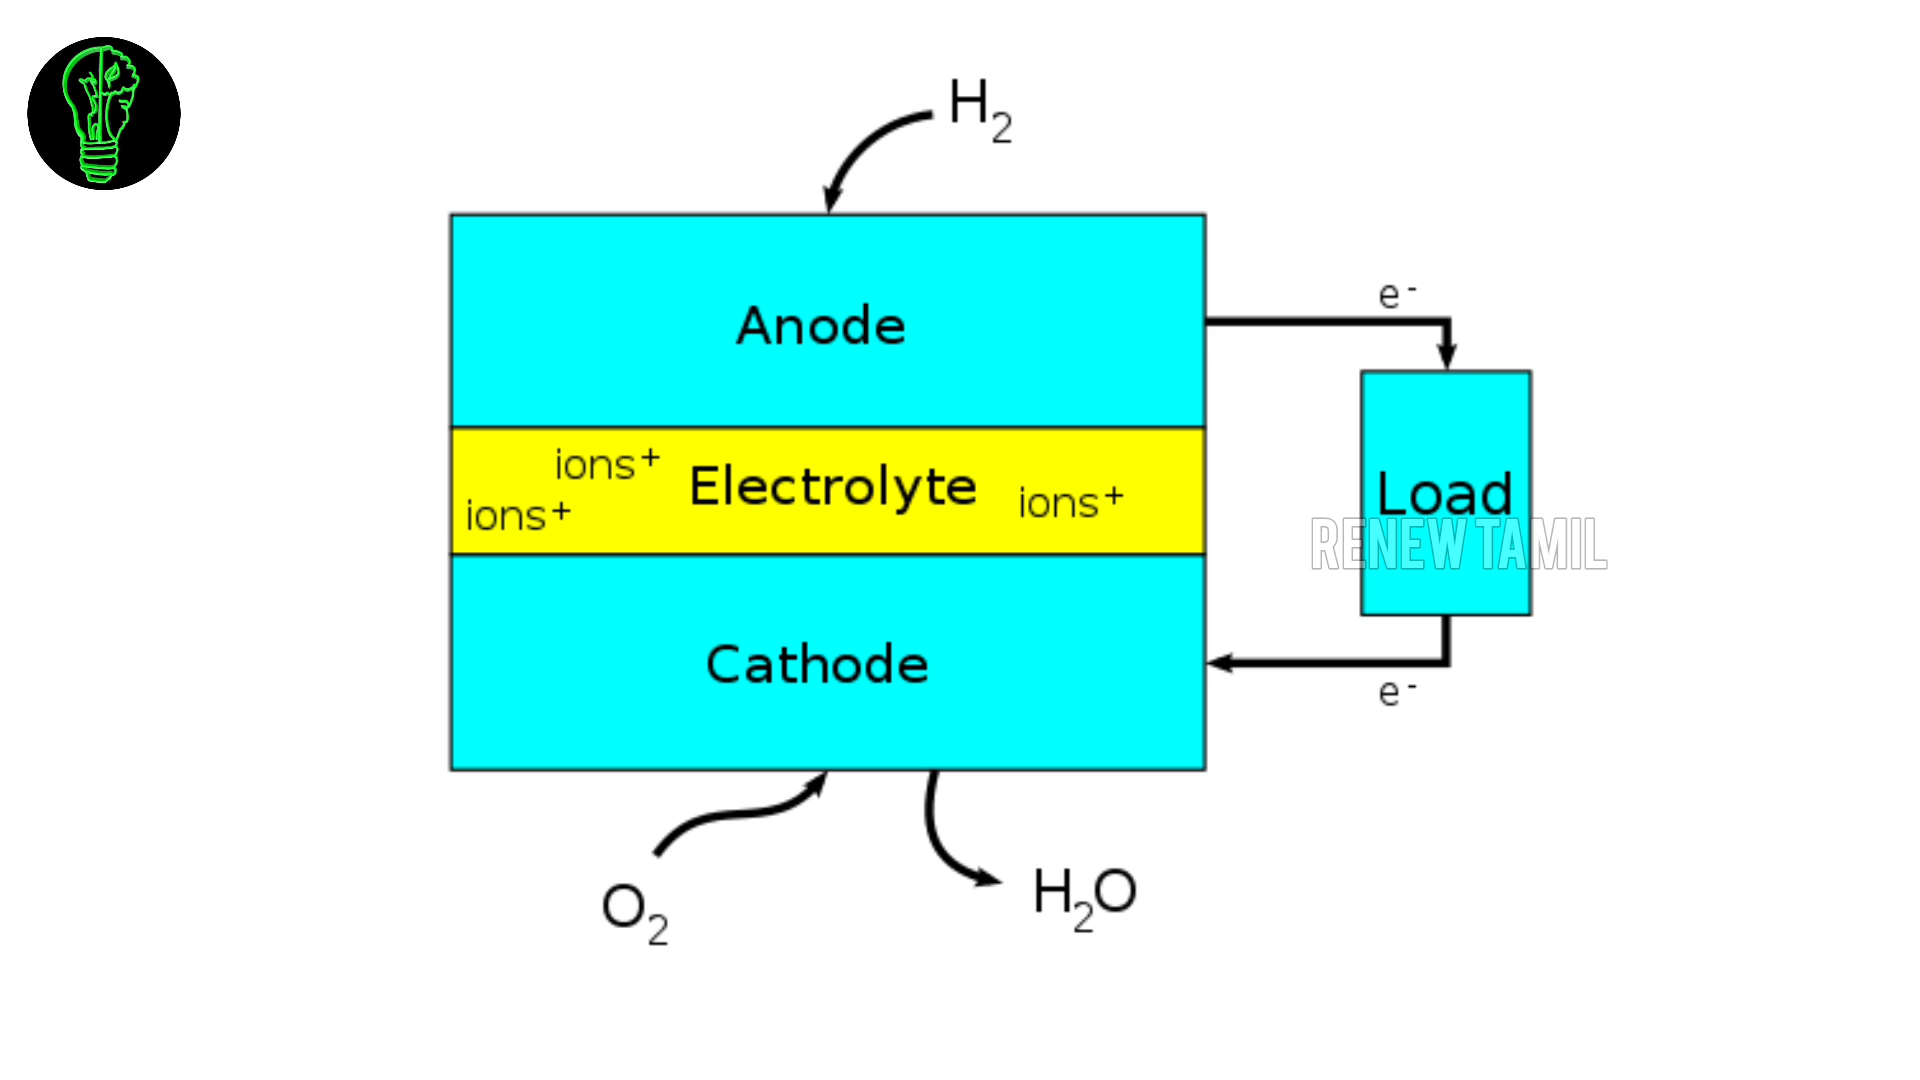 H₂
Anode
e⁻
ions⁺
Electrolyte
ions⁺
ions⁺
Load
RENEW TAMIL
Cathode
e⁻
O₂
H₂O